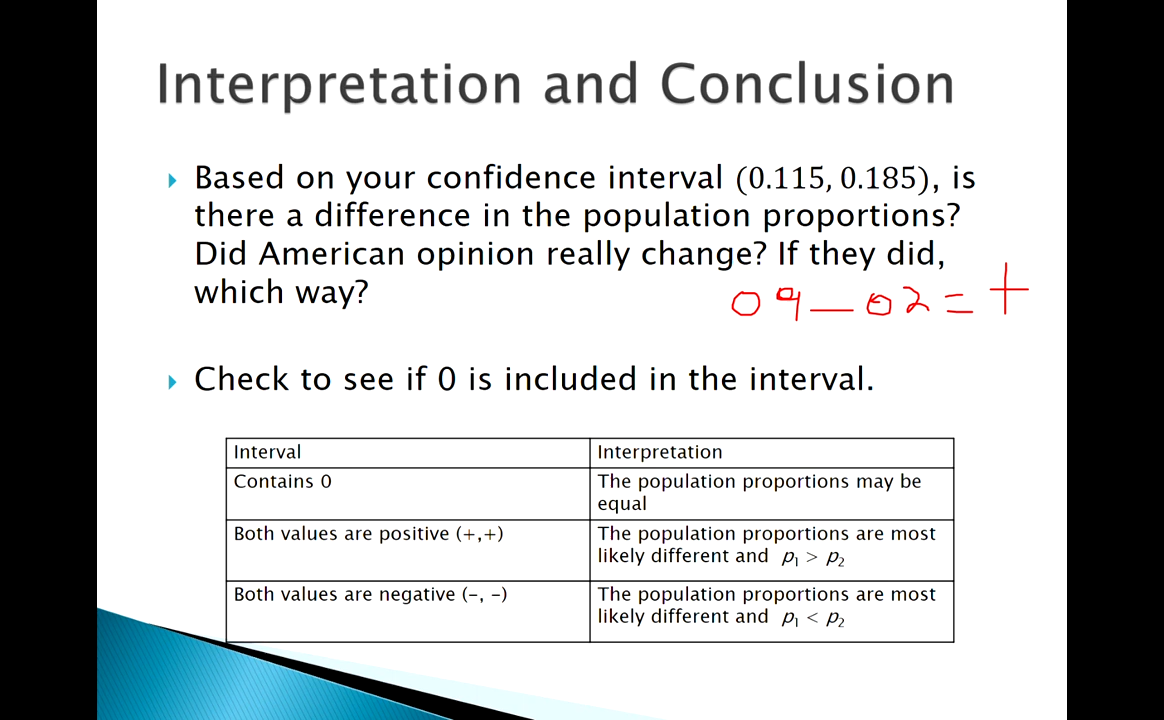 Interpretation and Conclusion
Based on your confidence interval (0.115, 0.185), is
there a difference in the population proportions?
Did American opinion really change? If they did,
which way?
09 — 02 = +
Check to see if 0 is included in the interval.
Interval
Interpretation
Contains 0
The population proportions may be
equal
Both values are positive (+,+)
The population proportions are most
likely different and p₁ > p₂
Both values are negative (–, –)
The population proportions are most
likely different and p₁ < p₂